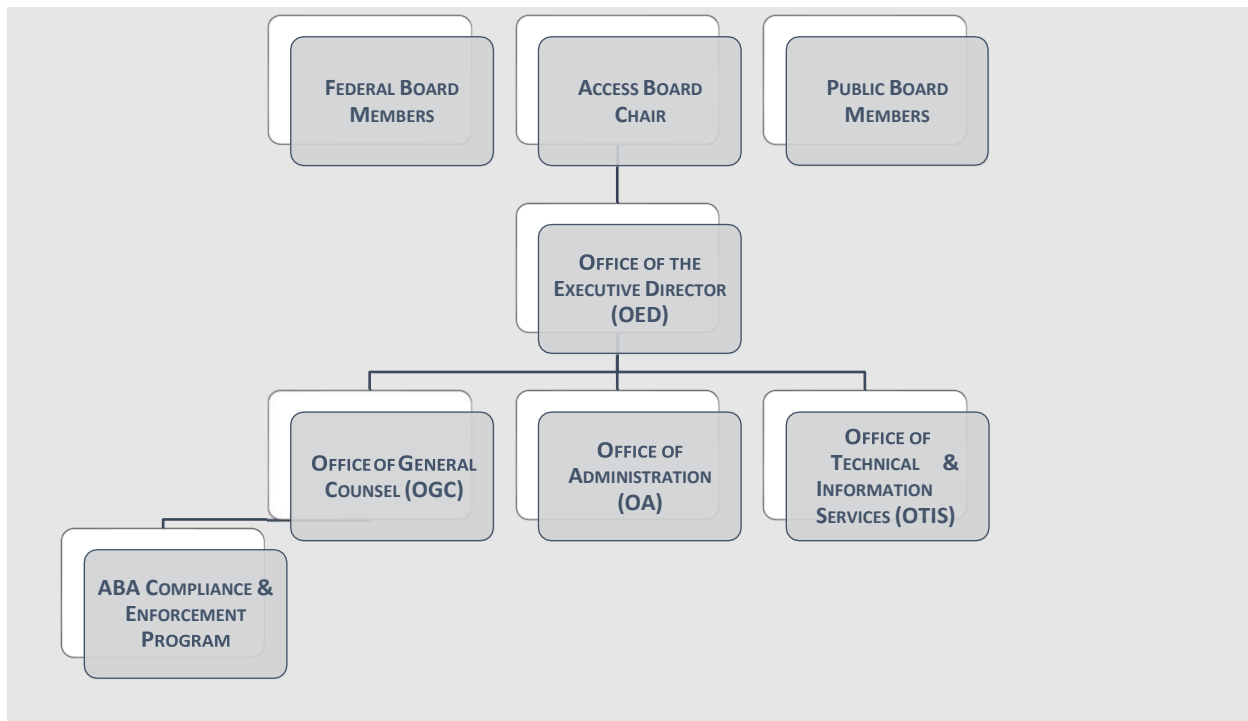 FEDERAL BOARD
MEMBERS
ACCESS BOARD
CHAIR
PUBLIC BOARD
MEMBERS
OFFICE OF THE
EXECUTIVE DIRECTOR
(OED)
OFFICE OF GENERAL
COUNSEL (OGC)
OFFICE OF
ADMINISTRATION
(OA)
OFFICE OF
TECHNICAL &
INFORMATION
SERVICES (OTIS)
ABA COMPLIANCE &
ENFORCEMENT
PROGRAM